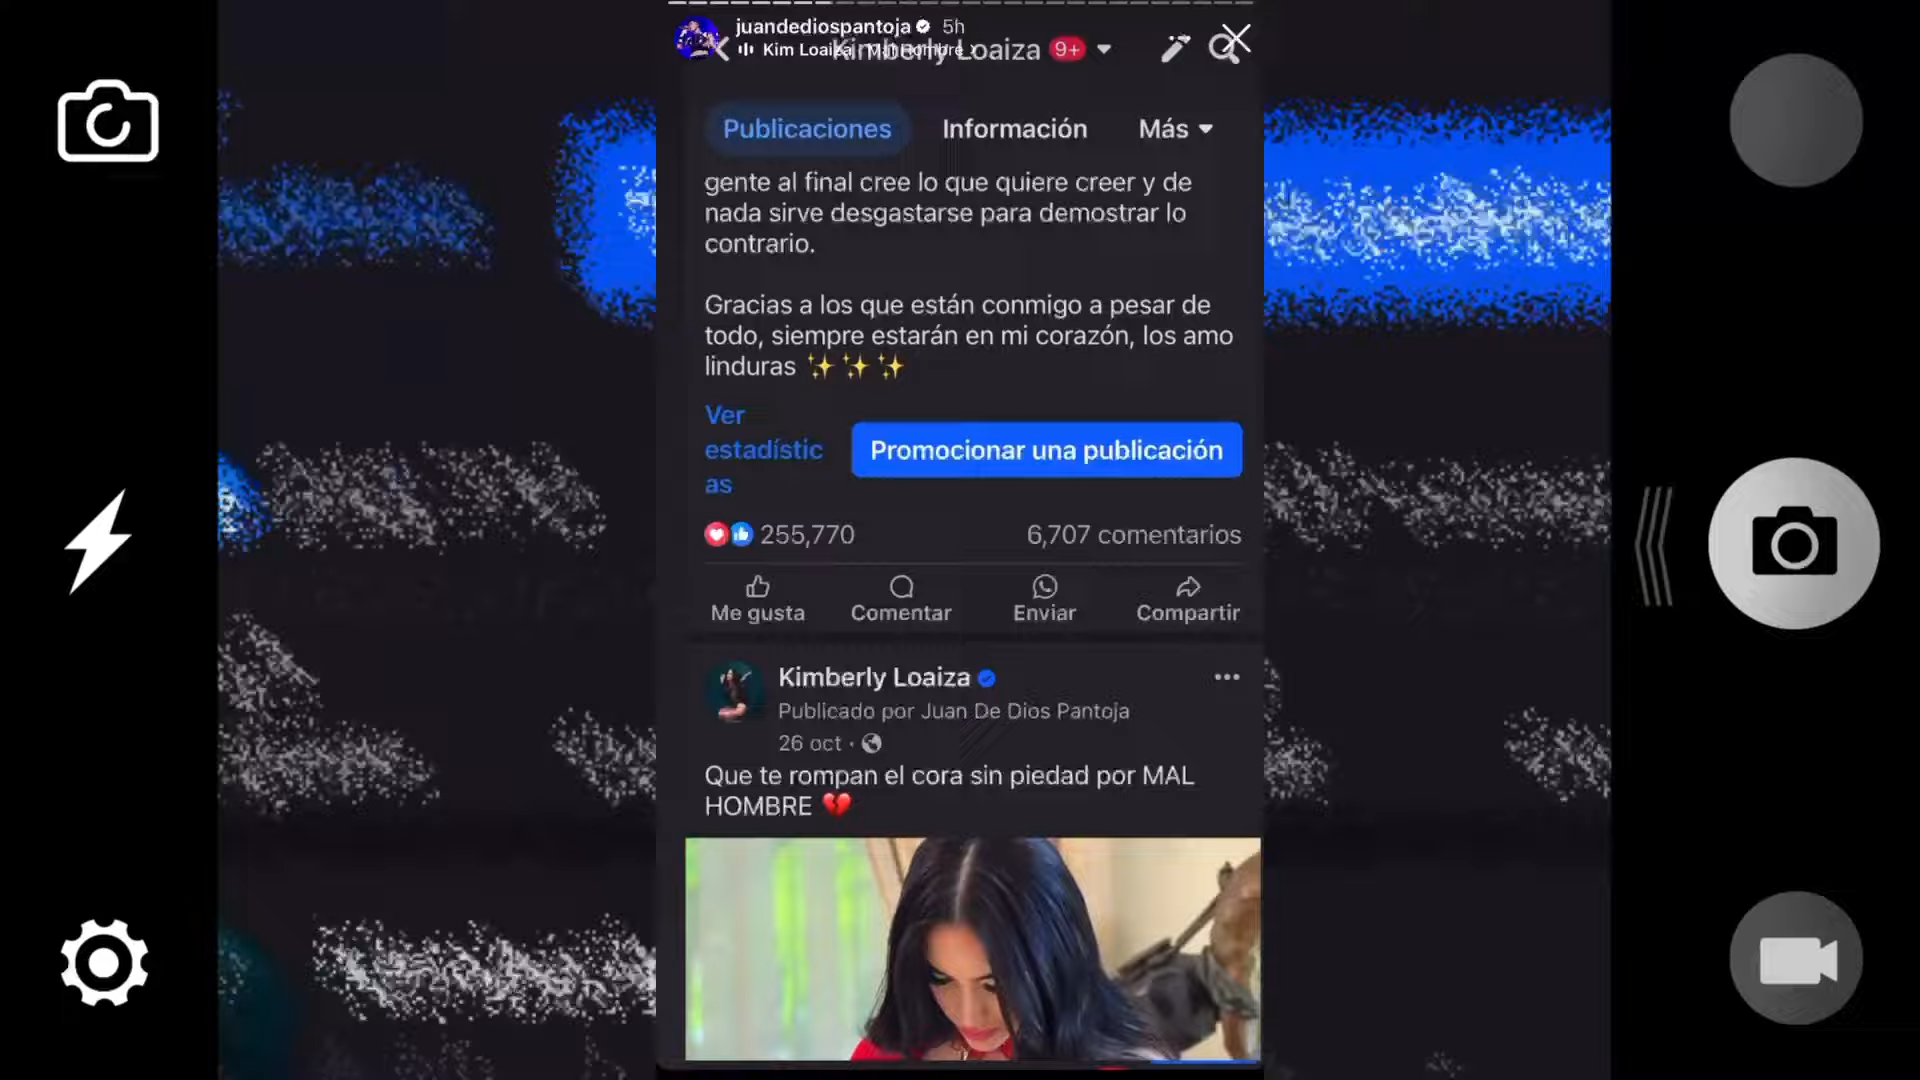 juandediospantoja 5h
Kim Loaiza
Kimberly Loaiza 9+
Publicaciones Información Más
gente al final cree lo que quiere creer y de
nada sirve desgastarse para demostrar lo
contrario.
Gracias a los que están conmigo a pesar de
todo, siempre estarán en mi corazón, los amo
linduras ✨✨✨
Ver
estadístic
as
Promocionar una publicación
255,770 6,707 comentarios
Me gusta Comentar Enviar Compartir
Kimberly Loaiza
Publicado por Juan De Dios Pantoja
26 oct ·
Que te rompan el cora sin piedad por MAL
HOMBRE 💔